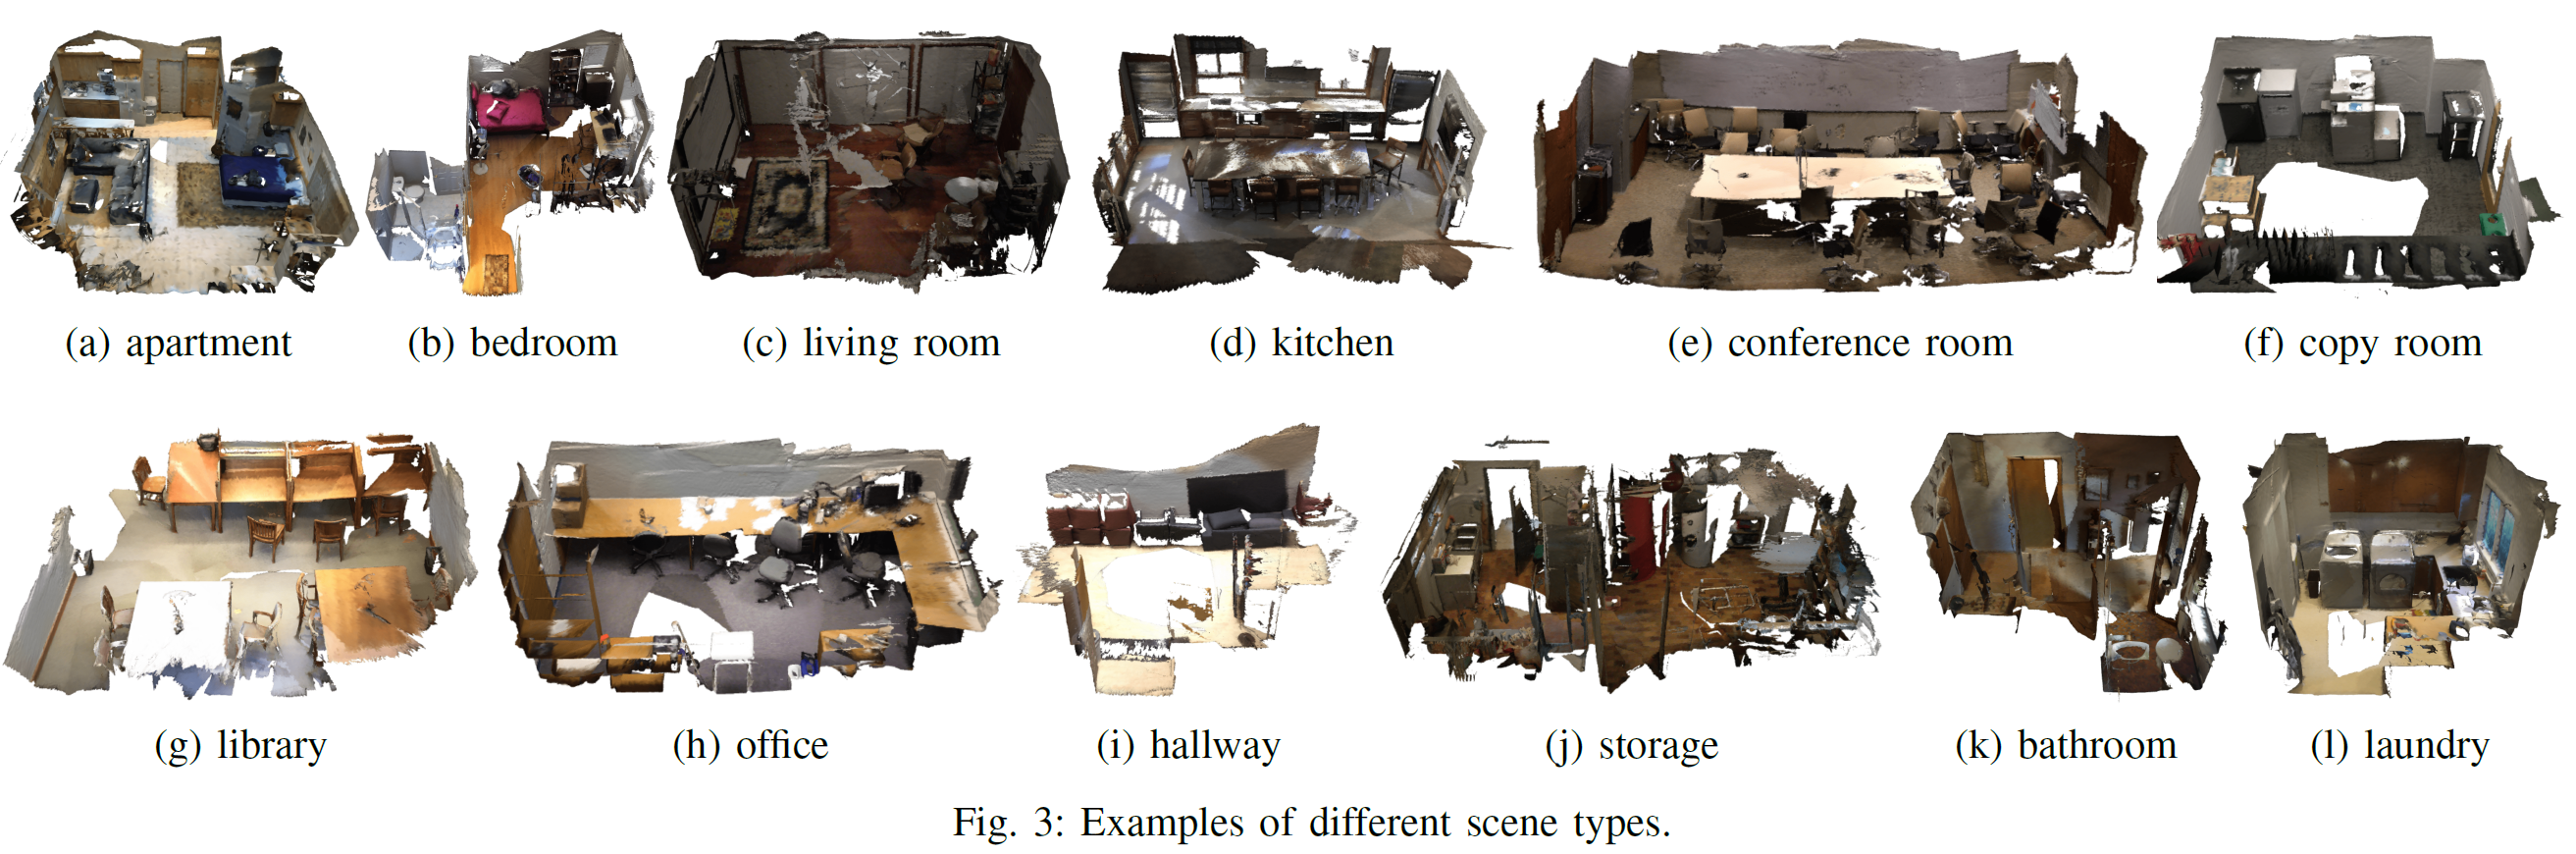 (a) apartment
(b) bedroom
(c) living room
(d) kitchen
(e) conference room
(f) copy room
(g) library
(h) office
(i) hallway
(j) storage
(k) bathroom
(l) laundry
Fig. 3: Examples of different scene types.